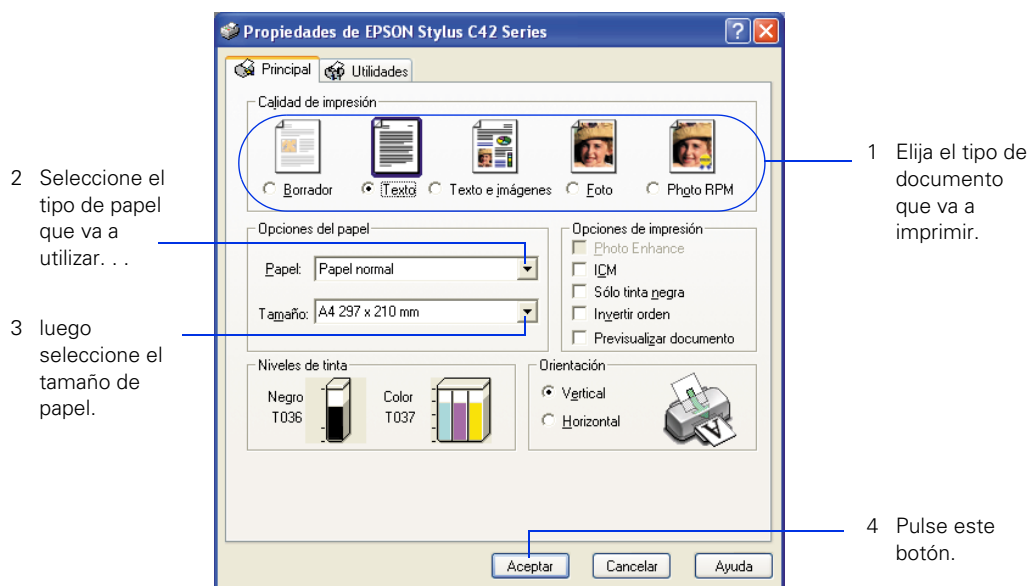 Propiedades de EPSON Stylus C42 Series
Principal
Utilidades
Calidad de impresión
Borrador
Texto
Texto e imágenes
Foto
Photo RPM
1 Elija el tipo de
documento
que va a
imprimir.
2 Seleccione el
tipo de papel
que va a
utilizar. . .
Opciones del papel
Papel: Papel normal
Tamaño: A4 297 x 210 mm
Opciones de impresión
Photo Enhance
ICM
Sólo tinta negra
Invertir orden
Previsualizar documento
3 luego
seleccione el
tamaño de
papel.
Niveles de tinta
Negro
T036
Color
T037
Orientación
Vertical
Horizontal
4 Pulse este
botón.
Aceptar
Cancelar
Ayuda